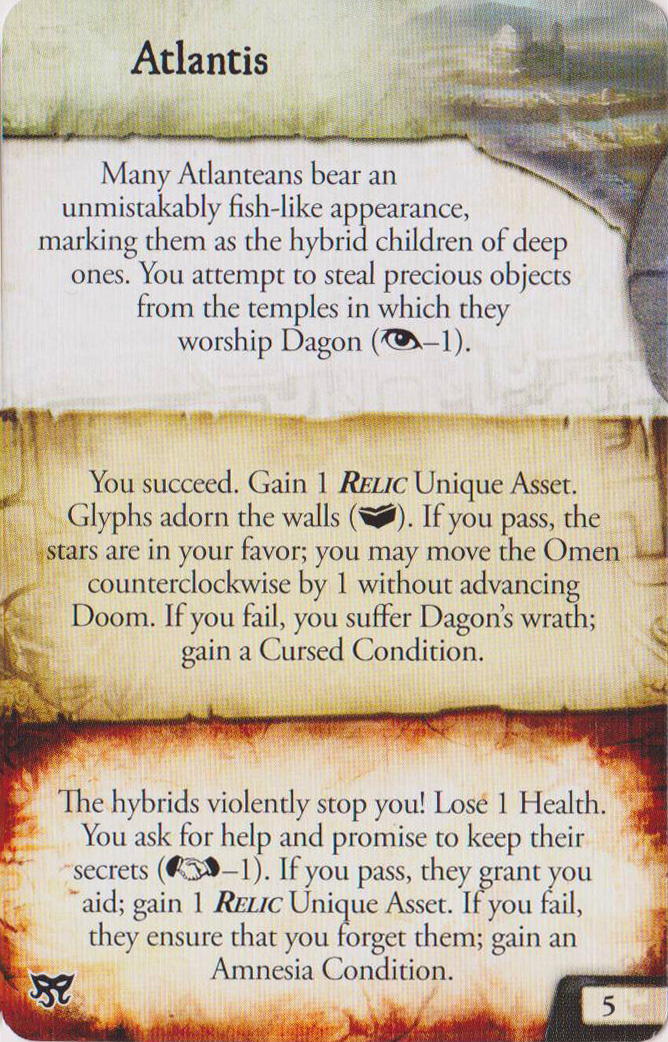 Atlantis
Many Atlanteans bear an
unmistakably fish-like appearance,
marking them as the hybrid children of deep
ones. You attempt to steal precious objects
from the temples in which they
worship Dagon (–1).
You succeed. Gain 1 RELIC Unique Asset.
Glyphs adorn the walls (). If you pass, the
stars are in your favor; you may move the Omen
counterclockwise by 1 without advancing
Doom. If you fail, you suffer Dagon's wrath;
gain a Cursed Condition.
The hybrids violently stop you! Lose 1 Health.
You ask for help and promise to keep their
secrets (–1). If you pass, they grant you
aid; gain 1 RELIC Unique Asset. If you fail,
they ensure that you forget them; gain an
Amnesia Condition.
5